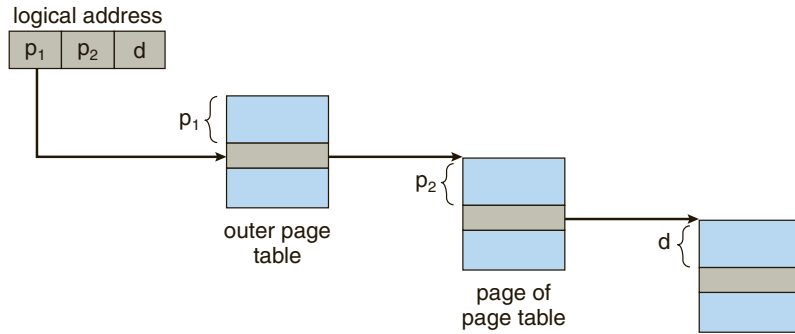 logical address
p1 p2 d
p1
outer page
table
p2
page of
page table
d